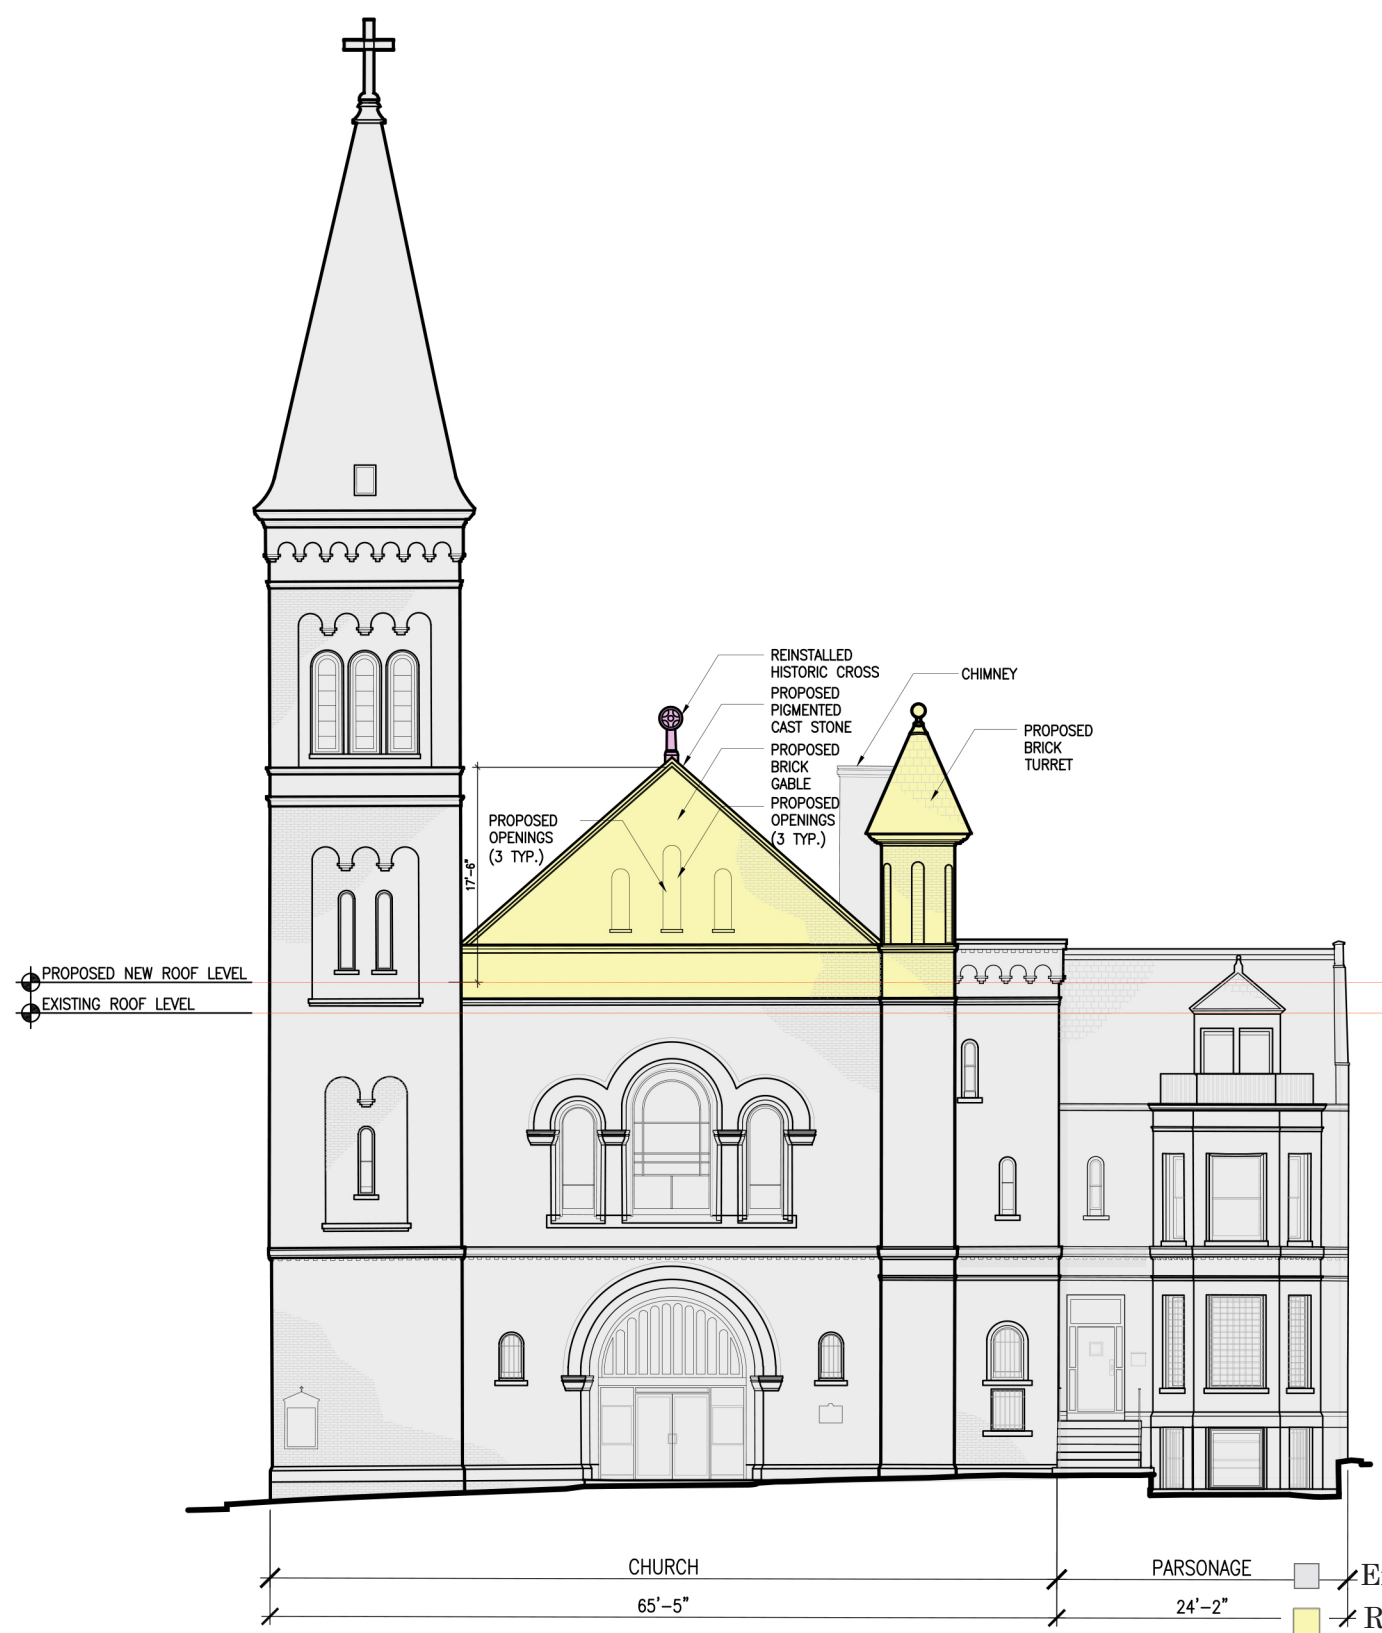 REINSTALLED
HISTORIC CROSS
PROPOSED
PIGMENTED
CAST STONE
CHIMNEY
PROPOSED
BRICK
TURRET
PROPOSED
BRICK
GABLE
PROPOSED
OPENINGS
(3 TYP.)
PROPOSED
OPENINGS
(3 TYP.)
17'-6"
PROPOSED NEW ROOF LEVEL
EXISTING ROOF LEVEL
CHURCH
PARSONAGE
65'-5"
24'-2"